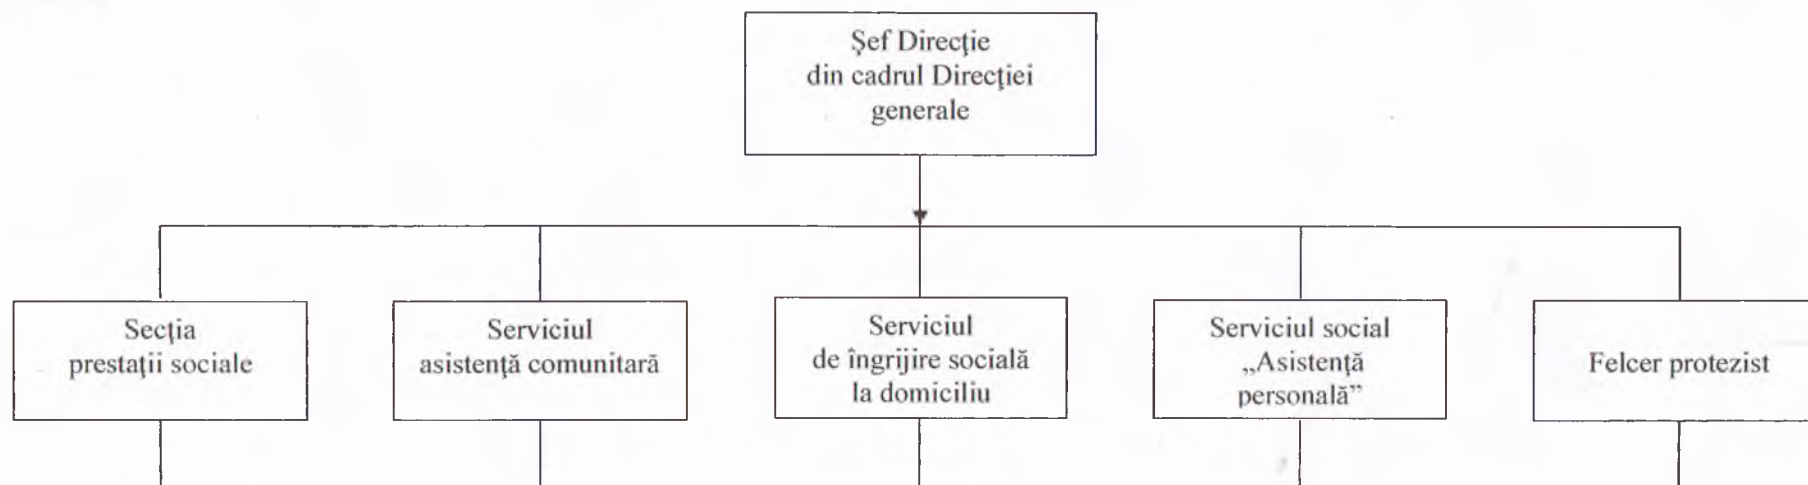 Şef Direcţie
din cadrul Direcţiei
generale
Secţia
prestaţii sociale
Serviciul
asistenţă comunitară
Serviciul
de îngrijire socială
la domiciliu
Serviciul social
„Asistenţă
personală”
Felcer protezist